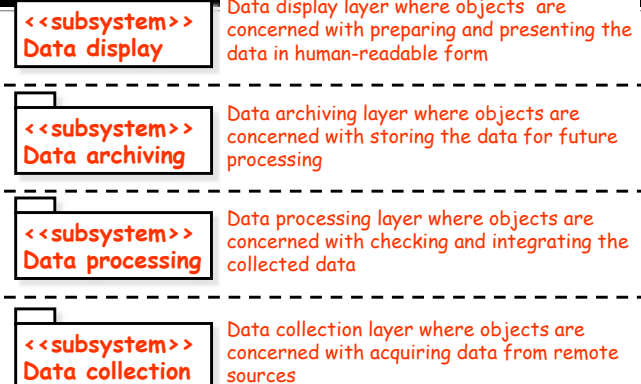 Data display layer where objects are
<<subsystem>>
concerned with preparing and presenting the
Data display
data in human-readable form
Data archiving layer where objects are
<<subsystem>>
concerned with storing the data for future
Data archiving
processing
Data processing layer where objects are
<<subsystem>>
concerned with checking and integrating the
Data processing
collected data
Data collection layer where objects are
<<subsystem>>
concerned with acquiring data from remote
Data collection
sources